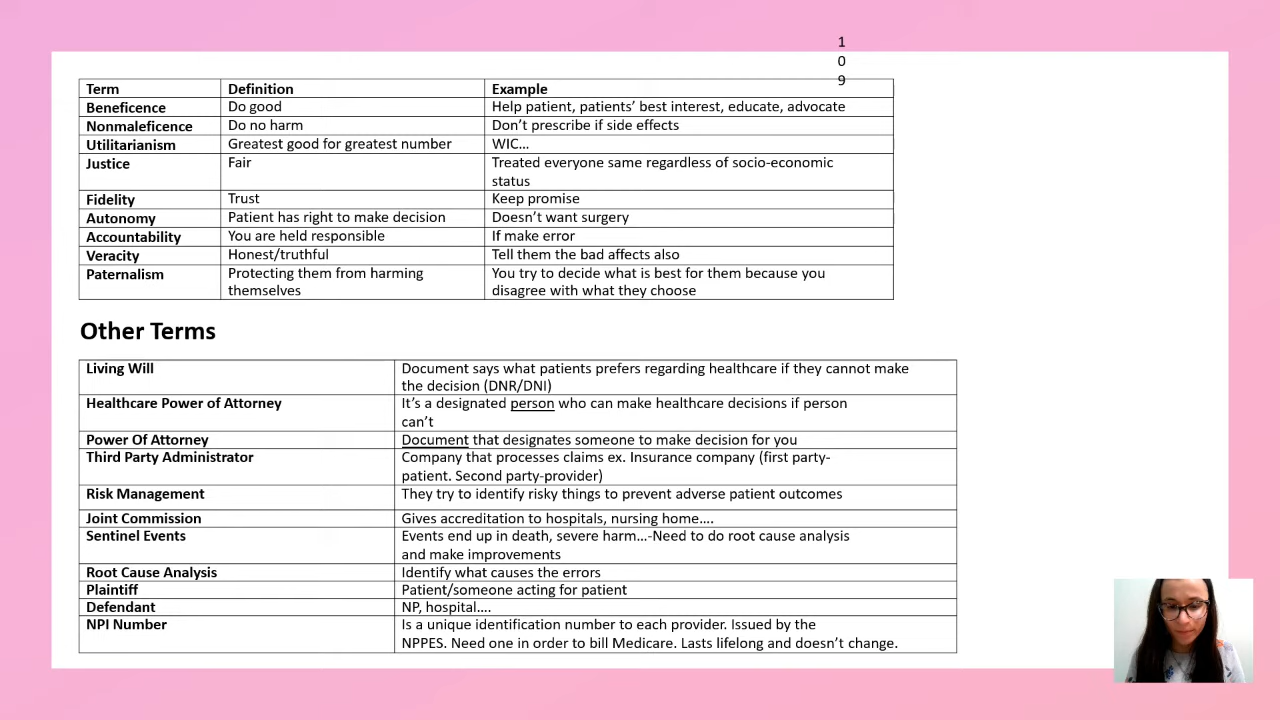 1
0
9
Term Definition Example
Beneficence Do good Help patient, patients’ best interest, educate, advocate
Nonmaleficence Do no harm Don’t prescribe if side effects
Utilitarianism Greatest good for greatest number WIC…
Justice Fair Treated everyone same regardless of socio-economic
status
Fidelity Trust Keep promise
Autonomy Patient has right to make decision Doesn’t want surgery
Accountability You are held responsible If make error
Veracity Honest/truthful Tell them the bad affects also
Paternalism Protecting them from harming You try to decide what is best for them because you
themselves disagree with what they choose
Other Terms
Living Will Document says what patients prefers regarding healthcare if they cannot make
the decision (DNR/DNI)
Healthcare Power of Attorney It’s a designated person who can make healthcare decisions if person
can’t
Power Of Attorney Document that designates someone to make decision for you
Third Party Administrator Company that processes claims ex. Insurance company (first party-
patient. Second party-provider)
Risk Management They try to identify risky things to prevent adverse patient outcomes
Joint Commission Gives accreditation to hospitals, nursing home….
Sentinel Events Events end up in death, severe harm…-Need to do root cause analysis
and make improvements
Root Cause Analysis Identify what causes the errors
Plaintiff Patient/someone acting for patient
Defendant NP, hospital….
NPI Number Is a unique identification number to each provider. Issued by the
NPPES. Need one in order to bill Medicare. Lasts lifelong and doesn’t change.